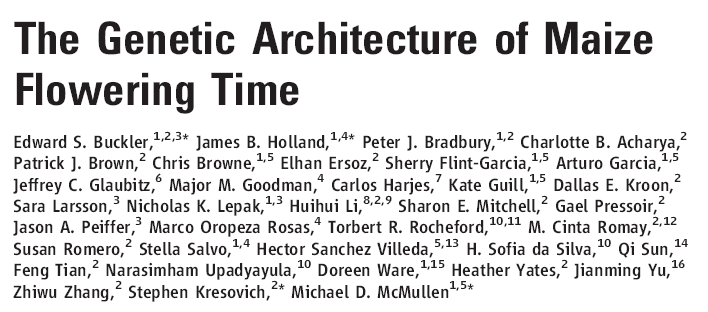 The Genetic Architecture of Maize
Flowering Time
Edward S. Buckler,1,2,3* James B. Holland,1,4* Peter J. Bradbury,1,2 Charlotte B. Acharya,2
Patrick J. Brown,2 Chris Browne,1,5 Elhan Ersoz,2 Sherry Flint-Garcia,1,5 Arturo Garcia,1,5
Jeffrey C. Glaubitz,6 Major M. Goodman,4 Carlos Harjes,7 Kate Guill,1,5 Dallas E. Kroon,2
Sara Larsson,3 Nicholas K. Lepak,1,3 Huihui Li,8,2,9 Sharon E. Mitchell,2 Gael Pressoir,2
Jason A. Peiffer,3 Marco Oropeza Rosas,4 Torbert R. Rocheford,10,11 M. Cinta Romay,2,12
Susan Romero,2 Stella Salvo,1,4 Hector Sanchez Villeda,5,13 H. Sofia da Silva,10 Qi Sun,14
Feng Tian,2 Narasimham Upadyayula,10 Doreen Ware,1,15 Heather Yates,2 Jianming Yu,16
Zhiwu Zhang,2 Stephen Kresovich,2* Michael D. McMullen1,5*